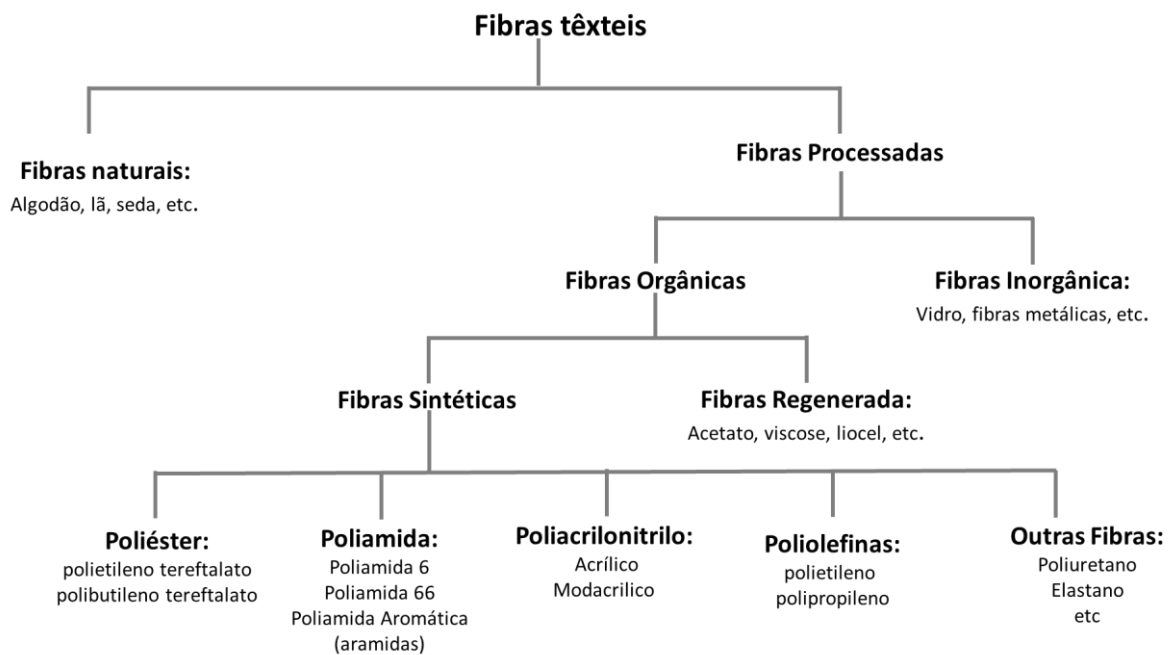 Fibras têxteis
Fibras naturais:
Algodão, lã, seda, etc.
Fibras Processadas
Fibras Orgânicas
Fibras Inorgânica:
Vidro, fibras metálicas, etc.
Fibras Sintéticas
Fibras Regenerada:
Acetato, viscose, liocel, etc.
Poliéster:
polietileno tereftalato
polibutileno tereftalato
Poliamida:
Poliamida 6
Poliamida 66
Poliamida Aromática
(aramidas)
Poliacrilonitrilo:
Acrílico
Modacrilico
Poliolefinas:
polietileno
polipropileno
Outras Fibras:
Poliuretano
Elastano
etc